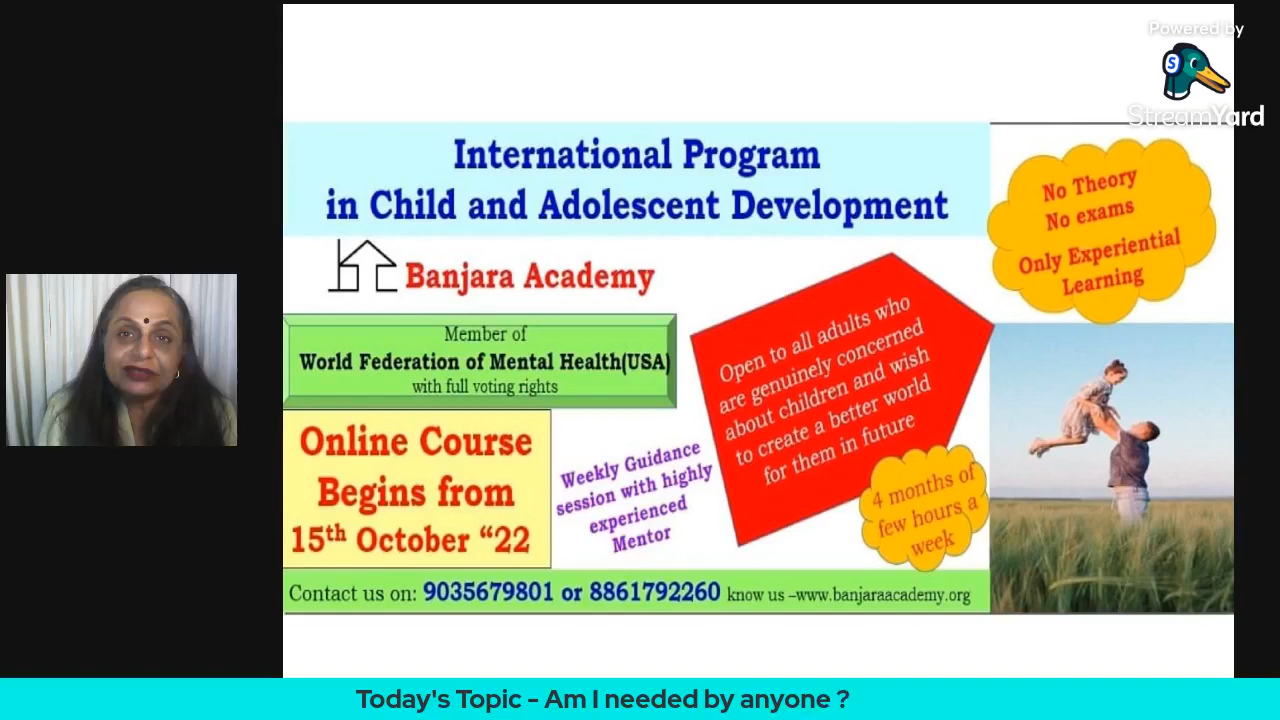 Powered by
StreamYard
International Program
in Child and Adolescent Development
No Theory
No exams
Only Experiential
Learning
Banjara Academy
Member of
World Federation of Mental Health(USA)
with full voting rights
Open to all adults who
are genuinely concerned
about children and wish
to create a better world
for them in future
Online Course
Begins from
15th October “22
Weekly Guidance
session with highly
experienced
Mentor
4 months of
few hours a
week
Contact us on: 9035679801 or 8861792260 know us –www.banjaraacademy.org
Today's Topic - Am I needed by anyone ?